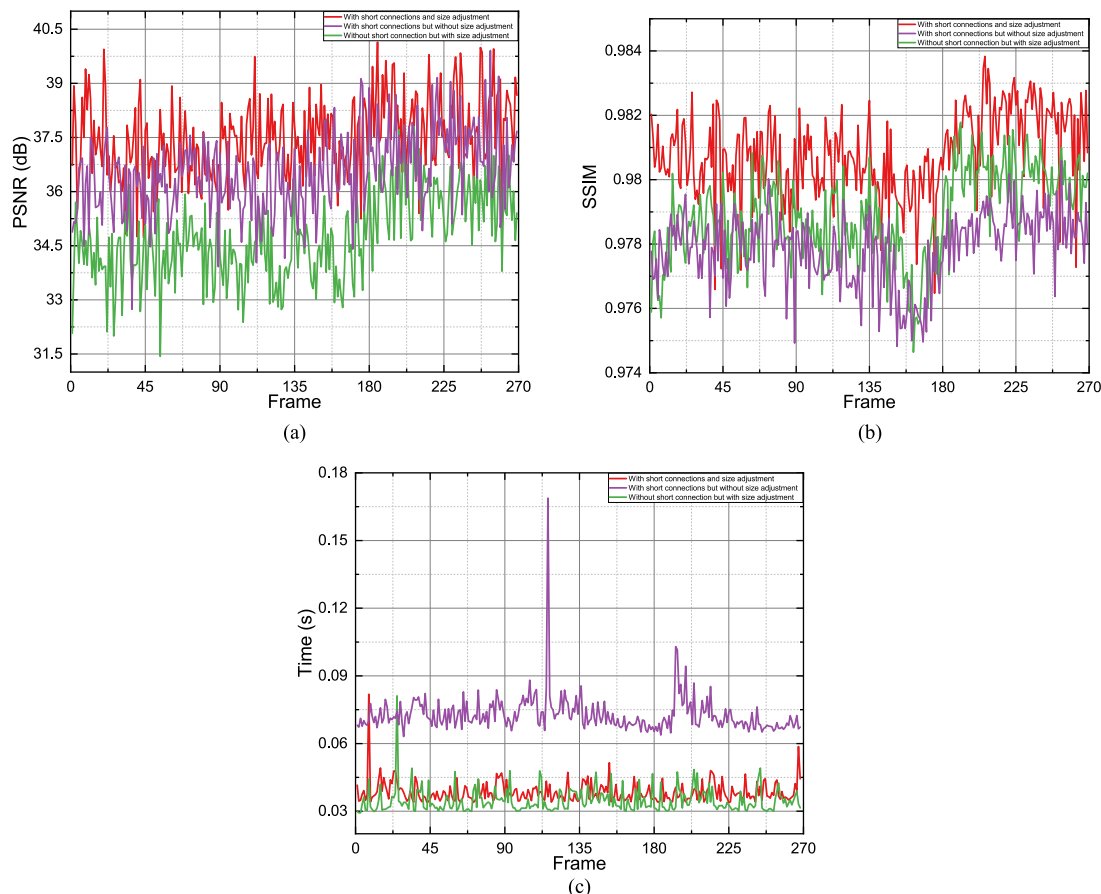 40.5
39
37.5
36
34.5
33
31.5
PSNR (dB)
With short connections and size adjustment
With short connections but without size adjustment
Without short connection but with size adjustment
0 45 90 135 180 225 270
Frame
(a)
0.984
0.982
0.98
0.978
0.976
0.974
SSIM
With short connections and size adjustment
With short connections but without size adjustment
Without short connection but with size adjustment
0 45 90 135 180 225 270
Frame
(b)
0.18
0.15
0.12
0.09
0.06
0.03
Time (s)
With short connections and size adjustment
With short connections but without size adjustment
Without short connection but with size adjustment
0 45 90 135 180 225 270
Frame
(c)